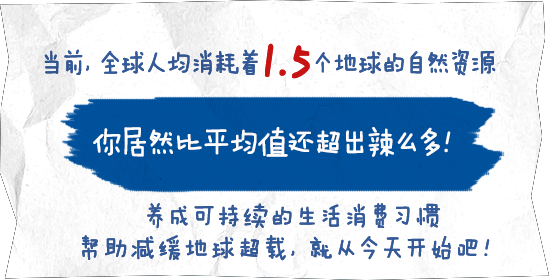 当前, 全球人均消耗着1.5个地球的自然资源
你居然比平均值还超出辣么多!
养成可持续的生活消费习惯
帮助减缓地球超载, 就从今天开始吧!